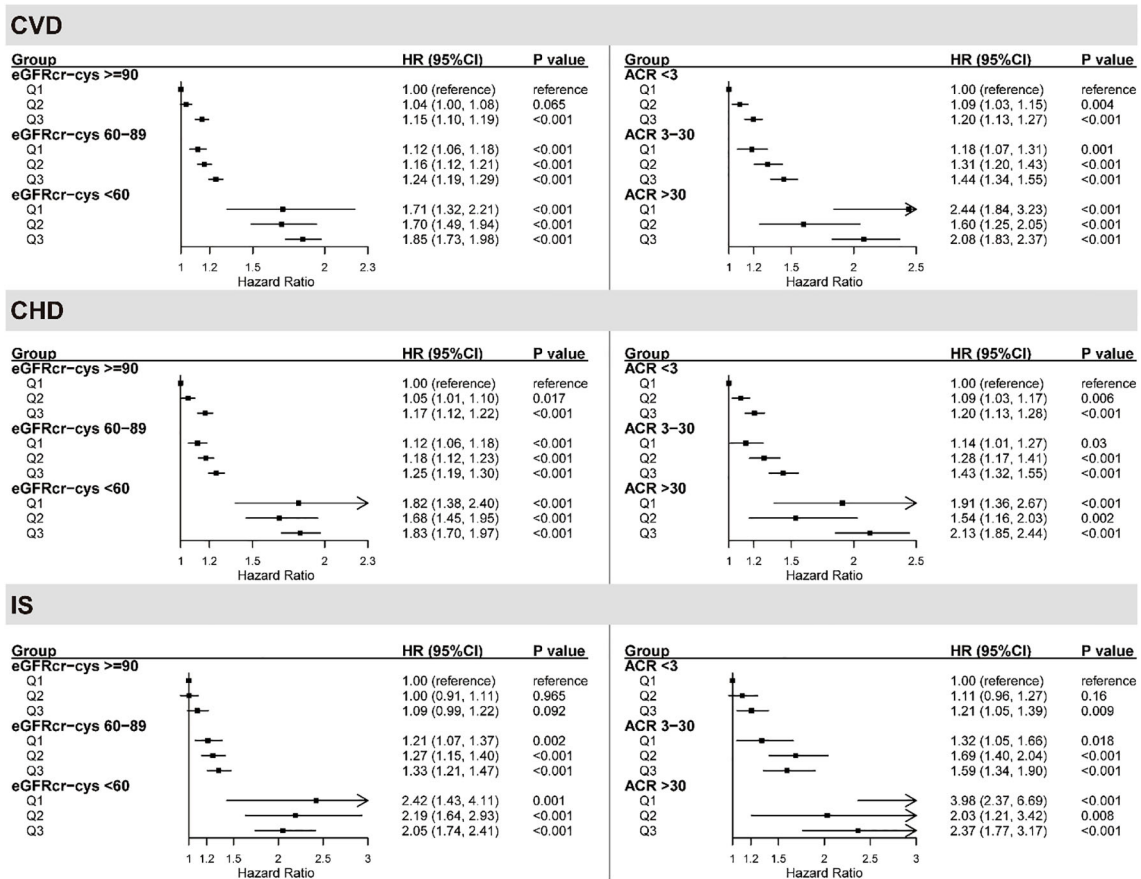 CVD
Group HR (95%CI) P value
eGFRcr−cys >=90
Q1 1.00 (reference) reference
Q2 1.04 (1.00, 1.08) 0.065
Q3 1.15 (1.10, 1.19) <0.001
eGFRcr−cys 60−89
Q1 1.12 (1.06, 1.18) <0.001
Q2 1.16 (1.12, 1.21) <0.001
Q3 1.24 (1.19, 1.29) <0.001
eGFRcr−cys <60
Q1 1.71 (1.32, 2.21) <0.001
Q2 1.70 (1.49, 1.94) <0.001
Q3 1.85 (1.73, 1.98) <0.001
1 1.2 1.5 2 2.3
Hazard Ratio
Group HR (95%CI) P value
ACR <3
Q1 1.00 (reference) reference
Q2 1.09 (1.03, 1.15) 0.004
Q3 1.20 (1.13, 1.27) <0.001
ACR 3−30
Q1 1.18 (1.07, 1.31) 0.001
Q2 1.31 (1.20, 1.43) <0.001
Q3 1.44 (1.34, 1.55) <0.001
ACR >30
Q1 2.44 (1.84, 3.23) <0.001
Q2 1.60 (1.25, 2.05) <0.001
Q3 2.08 (1.83, 2.37) <0.001
1 1.2 1.5 2 2.5
Hazard Ratio
CHD
Group HR (95%CI) P value
eGFRcr−cys >=90
Q1 1.00 (reference) reference
Q2 1.05 (1.01, 1.10) 0.017
Q3 1.17 (1.12, 1.22) <0.001
eGFRcr−cys 60−89
Q1 1.12 (1.06, 1.18) <0.001
Q2 1.18 (1.12, 1.23) <0.001
Q3 1.25 (1.19, 1.30) <0.001
eGFRcr−cys <60
Q1 1.82 (1.38, 2.40) <0.001
Q2 1.68 (1.45, 1.95) <0.001
Q3 1.83 (1.70, 1.97) <0.001
1 1.2 1.5 2 2.3
Hazard Ratio
Group HR (95%CI) P value
ACR <3
Q1 1.00 (reference) reference
Q2 1.09 (1.03, 1.17) 0.006
Q3 1.20 (1.13, 1.28) <0.001
ACR 3−30
Q1 1.14 (1.01, 1.27) 0.03
Q2 1.28 (1.17, 1.41) <0.001
Q3 1.43 (1.32, 1.55) <0.001
ACR >30
Q1 1.91 (1.36, 2.67) <0.001
Q2 1.54 (1.16, 2.03) 0.002
Q3 2.13 (1.85, 2.44) <0.001
1 1.2 1.5 2 2.5
Hazard Ratio
IS
Group HR (95%CI) P value
eGFRcr−cys >=90
Q1 1.00 (reference) reference
Q2 1.00 (0.91, 1.11) 0.965
Q3 1.09 (0.99, 1.22) 0.092
eGFRcr−cys 60−89
Q1 1.21 (1.07, 1.37) 0.002
Q2 1.27 (1.15, 1.40) <0.001
Q3 1.33 (1.21, 1.47) <0.001
eGFRcr−cys <60
Q1 2.42 (1.43, 4.11) 0.001
Q2 2.19 (1.64, 2.93) <0.001
Q3 2.05 (1.74, 2.41) <0.001
1 1.2 1.5 2 2.5 3
Hazard Ratio
Group HR (95%CI) P value
ACR <3
Q1 1.00 (reference) reference
Q2 1.11 (0.96, 1.27) 0.16
Q3 1.21 (1.05, 1.39) 0.009
ACR 3−30
Q1 1.32 (1.05, 1.66) 0.018
Q2 1.69 (1.40, 2.04) <0.001
Q3 1.59 (1.34, 1.90) <0.001
ACR >30
Q1 3.98 (2.37, 6.69) <0.001
Q2 2.03 (1.21, 3.42) 0.008
Q3 2.37 (1.77, 3.17) <0.001
1 1.2 1.5 2 2.5 3
Hazard Ratio